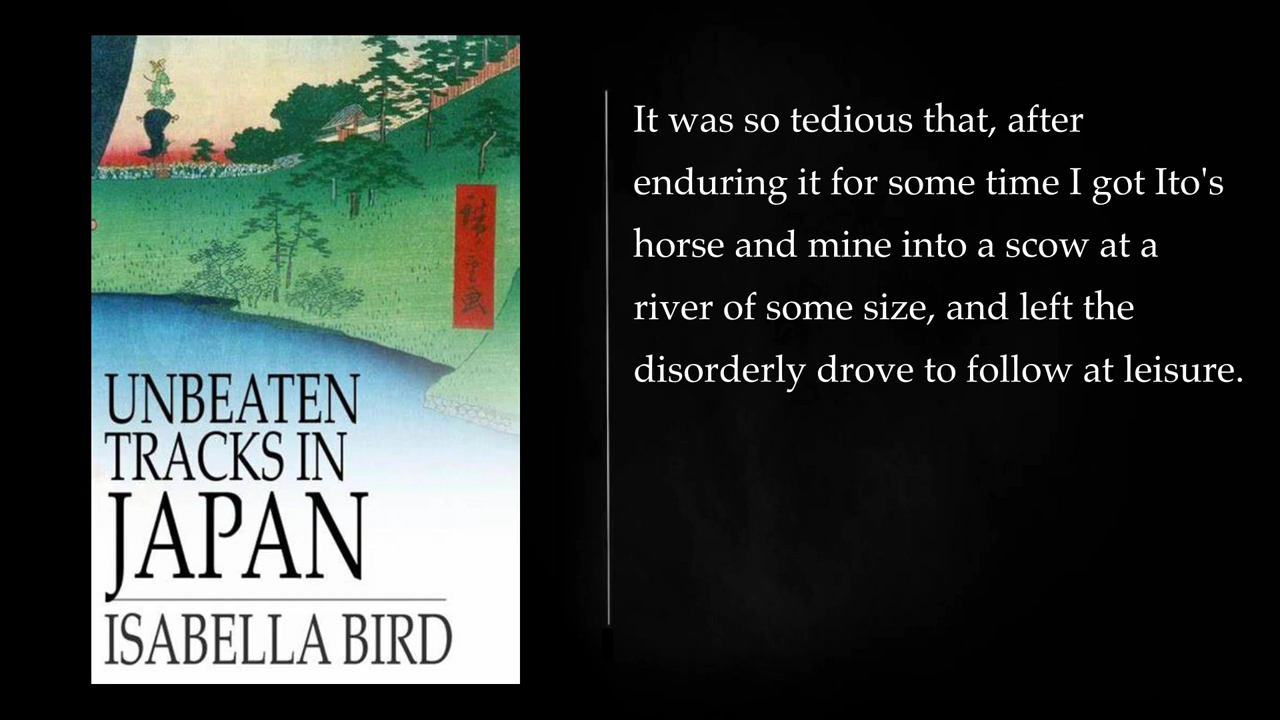 UNBEATEN
TRACKS IN
JAPAN
ISABELLA BIRD
It was so tedious that, after
enduring it for some time I got Ito's
horse and mine into a scow at a
river of some size, and left the
disorderly drove to follow at leisure.